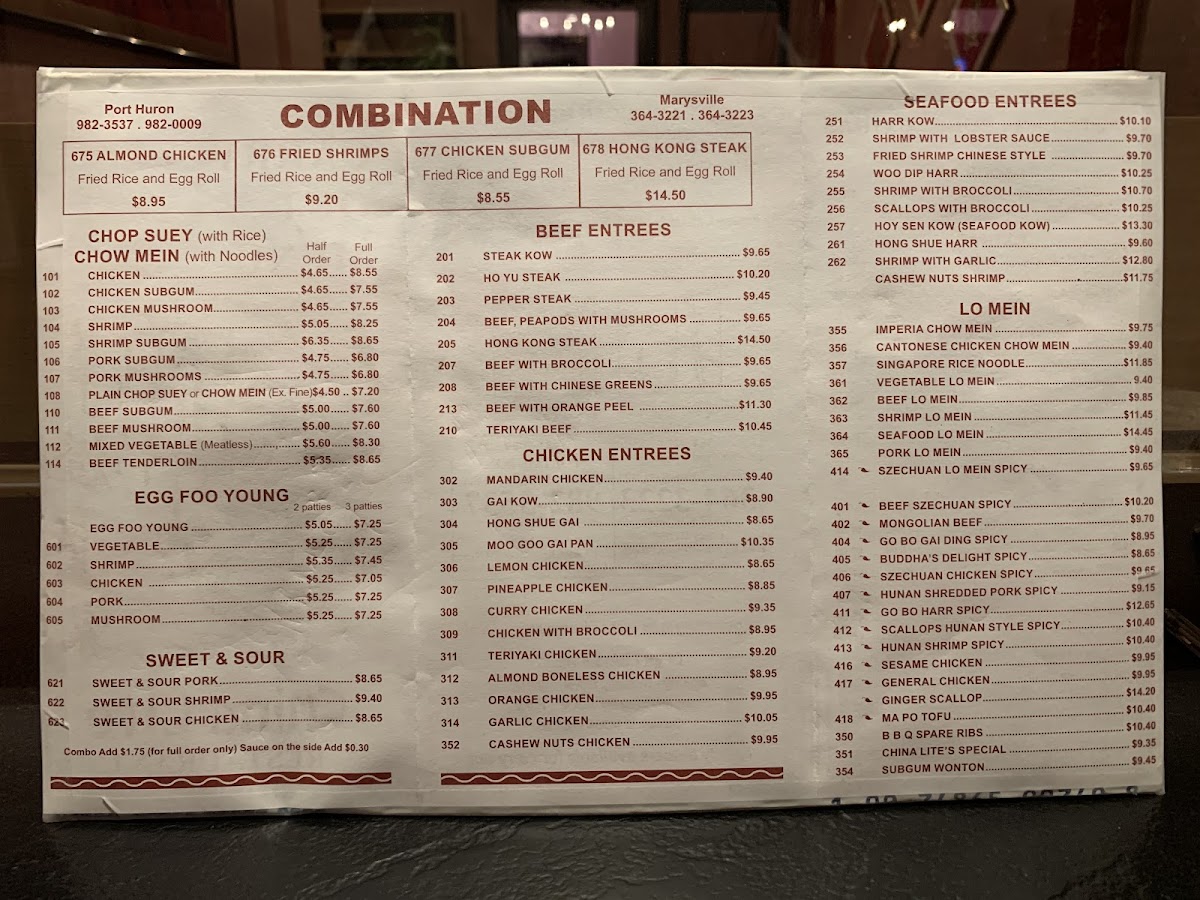 Port Huron
982-3537 . 982-0009
COMBINATION
Marysville
364-3221 . 364-3223
675 ALMOND CHICKEN
Fried Rice and Egg Roll
$8.95
676 FRIED SHRIMPS
Fried Rice and Egg Roll
$9.20
677 CHICKEN SUBGUM
Fried Rice and Egg Roll
$8.55
678 HONG KONG STEAK
Fried Rice and Egg Roll
$14.50
CHOP SUEY (with Rice)
CHOW MEIN (with Noodles)
Half Order Full Order
101 CHICKEN $4.65 $8.55
102 CHICKEN SUBGUM $4.65 $7.55
103 CHICKEN MUSHROOM $4.65 $7.55
104 SHRIMP $5.05 $8.25
105 SHRIMP SUBGUM $6.35 $8.65
106 PORK SUBGUM $4.75 $6.80
107 PORK MUSHROOMS $4.75 $6.80
108 PLAIN CHOP SUEY or CHOW MEIN (Ex. Fine) $4.50 .. $7.20
110 BEEF SUBGUM $5.00 $7.60
111 BEEF MUSHROOM $5.00 $7.60
112 MIXED VEGETABLE (Meatless) $5.60 $8.30
114 BEEF TENDERLOIN $5.35 $8.65
EGG FOO YOUNG
2 patties 3 patties
EGG FOO YOUNG $5.05 $7.25
601 VEGETABLE $5.25 $7.25
602 SHRIMP $5.35 $7.45
603 CHICKEN $5.25 $7.05
604 PORK $5.25 $7.25
605 MUSHROOM $5.25 $7.25
SWEET & SOUR
621 SWEET & SOUR PORK $8.65
622 SWEET & SOUR SHRIMP $9.40
623 SWEET & SOUR CHICKEN $8.65
Combo Add $1.75 (for full order only) Sauce on the side Add $0.30
BEEF ENTREES
201 STEAK KOW $9.65
202 HO YU STEAK $10.20
203 PEPPER STEAK $9.45
204 BEEF, PEAPODS WITH MUSHROOMS $9.65
205 HONG KONG STEAK $14.50
207 BEEF WITH BROCCOLI $9.65
208 BEEF WITH CHINESE GREENS $9.65
213 BEEF WITH ORANGE PEEL $11.30
210 TERIYAKI BEEF $10.45
CHICKEN ENTREES
302 MANDARIN CHICKEN $9.40
303 GAI KOW $8.90
304 HONG SHUE GAI $8.65
305 MOO GOO GAI PAN $10.35
306 LEMON CHICKEN $8.65
307 PINEAPPLE CHICKEN $8.85
308 CURRY CHICKEN $9.35
309 CHICKEN WITH BROCCOLI $8.95
311 TERIYAKI CHICKEN $9.20
312 ALMOND BONELESS CHICKEN $8.95
313 ORANGE CHICKEN $9.95
314 GARLIC CHICKEN $10.05
352 CASHEW NUTS CHICKEN $9.95
SEAFOOD ENTREES
251 HARR KOW $10.10
252 SHRIMP WITH LOBSTER SAUCE $9.70
253 FRIED SHRIMP CHINESE STYLE $9.70
254 WOO DIP HARR $10.25
255 SHRIMP WITH BROCCOLI $10.70
256 SCALLOPS WITH BROCCOLI $10.25
257 HOY SEN KOW (SEAFOOD KOW) $13.30
261 HONG SHUE HARR $9.60
262 SHRIMP WITH GARLIC $12.80
CASHEW NUTS SHRIMP $11.75
LO MEIN
355 IMPERIA CHOW MEIN $9.75
356 CANTONESE CHICKEN CHOW MEIN $9.40
357 SINGAPORE RICE NOODLE $11.85
361 VEGETABLE LO MEIN 9.40
362 BEEF LO MEIN $9.85
363 SHRIMP LO MEIN $11.45
364 SEAFOOD LO MEIN $14.45
365 PORK LO MEIN $9.40
414 SZECHUAN LO MEIN SPICY $9.65
401 BEEF SZECHUAN SPICY $10.20
402 MONGOLIAN BEEF $9.70
404 GO BO GAI DING SPICY $8.95
405 BUDDHA'S DELIGHT SPICY $8.65
406 SZECHUAN CHICKEN SPICY $9.65
407 HUNAN SHREDDED PORK SPICY $9.15
411 GO BO HARR SPICY $12.65
412 SCALLOPS HUNAN STYLE SPICY $10.40
413 HUNAN SHRIMP SPICY $10.40
416 SESAME CHICKEN $9.95
417 GENERAL CHICKEN $9.95
GINGER SCALLOP $14.20
418 MA PO TOFU $10.40
350 B B Q SPARE RIBS $10.40
351 CHINA LITE'S SPECIAL $9.35
354 SUBGUM WONTON $9.45